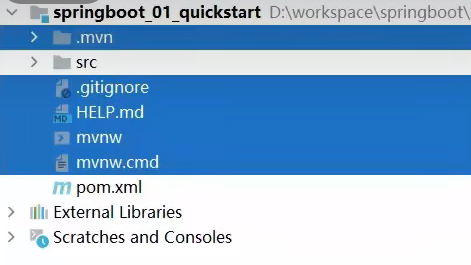 springboot_01_quickstart D:\workspace\springboot\
.mvn
src
.gitignore
MD HELP.md
mvnw
mvnw.cmd
pom.xml
External Libraries
Scratches and Consoles